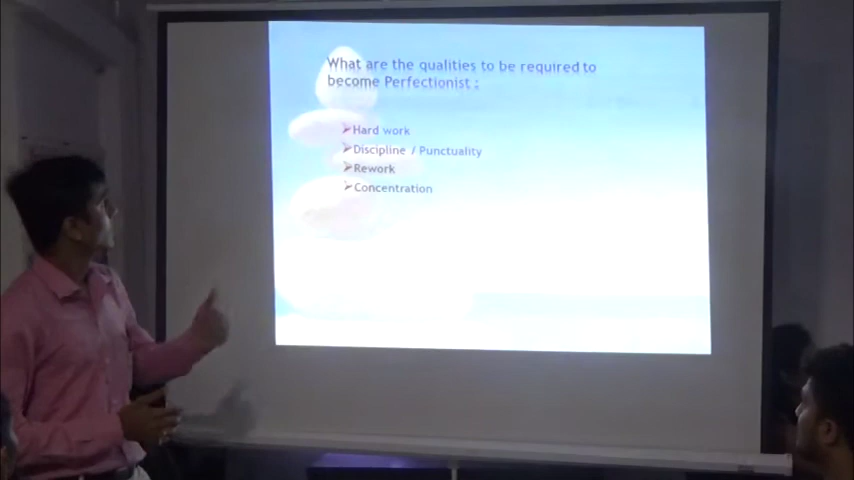 What are the qualities to be required to
become Perfectionist :
➢Hard work
➢Discipline / Punctuality
➢Rework
➢Concentration